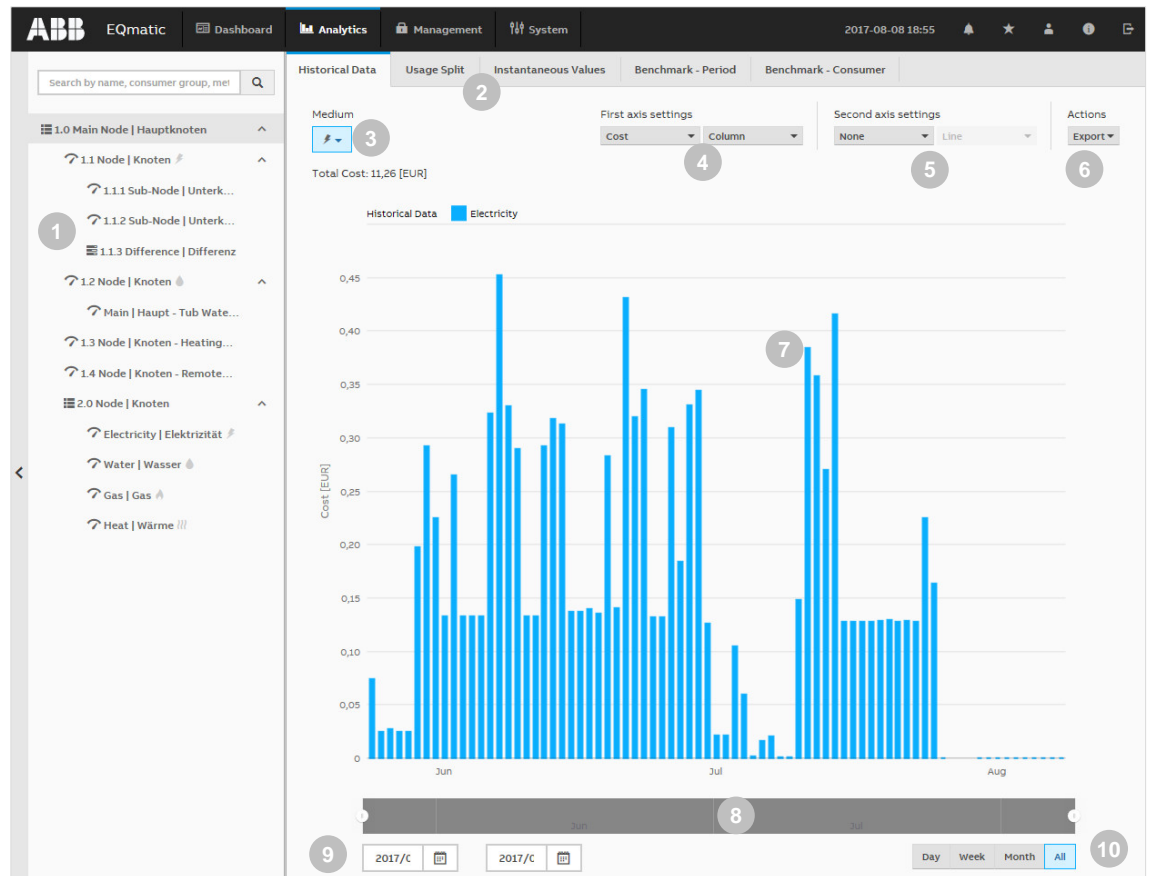 ABB EQmatic Dashboard Analytics Management System 2017-08-08 18:55
Historical Data Usage Split Instantaneous Values Benchmark - Period Benchmark - Consumer
Search by name, consumer group, met
1.0 Main Node | Hauptknoten
1.1 Node | Knoten
1.1.1 Sub-Node | Unterk...
1.1.2 Sub-Node | Unterk...
1.1.3 Difference | Differenz
1.2 Node | Knoten
Main | Haupt - Tub Wate...
1.3 Node | Knoten - Heating...
1.4 Node | Knoten - Remote...
2.0 Node | Knoten
Electricity | Elektrizität
Water | Wasser
Gas | Gas
Heat | Wärme
1
2
Medium First axis settings Second axis settings Actions
3
Cost Column None Line Export
4
5
6
Total Cost: 11,26 [EUR]
Historical Data Electricity
Cost [EUR]
0,45
0,40
0,35
0,30
0,25
0,20
0,15
0,10
0,05
0
7
Jun Jul Aug
8
Jun Jul
9
2017/0 2017/0
Day Week Month All
10